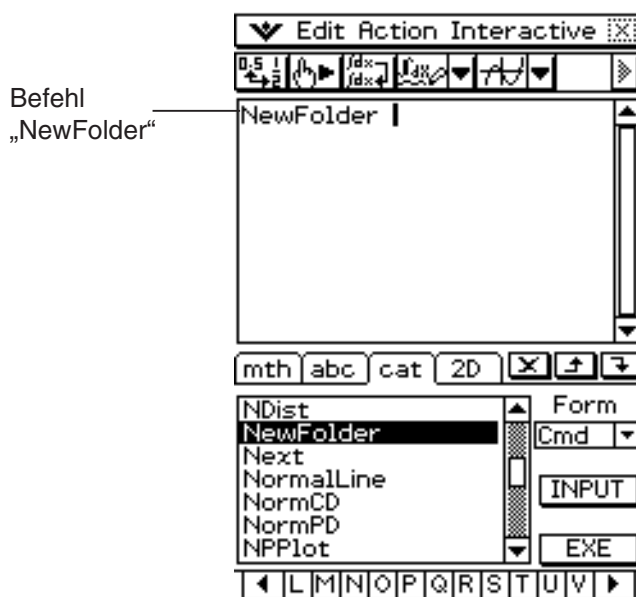 Edit Action Interactive
Befehl
„NewFolder“
NewFolder
mth abc cat 2D
NDist
NewFolder
Next
NormalLine
NormCD
NormPD
NPPlot
Form
Cmd
INPUT
EXE
L M N O P Q R S T U V